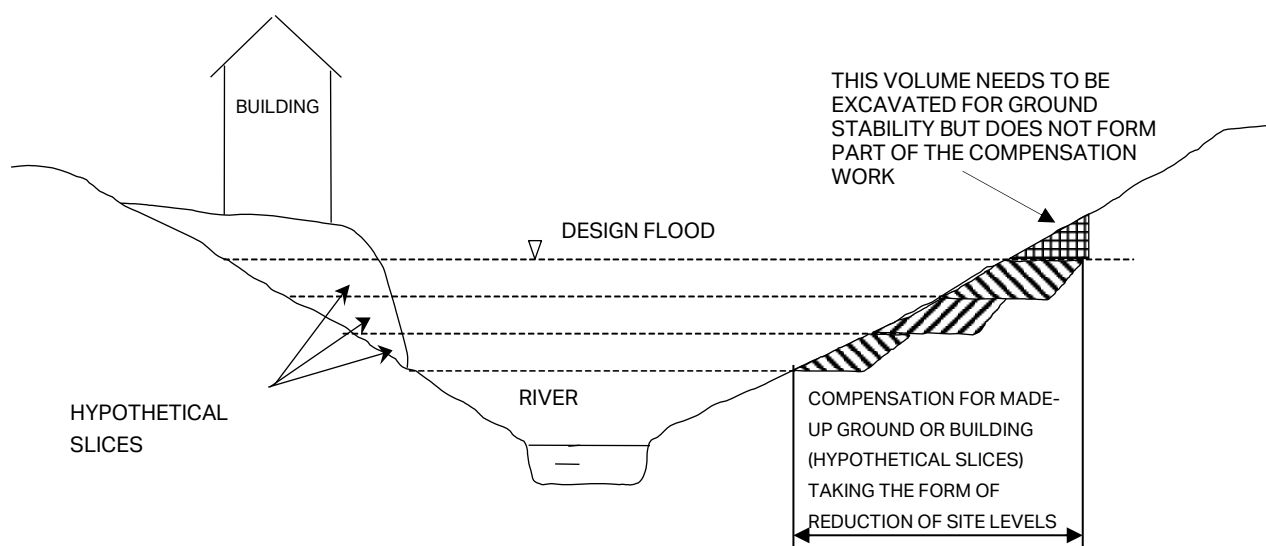 BUILDING
THIS VOLUME NEEDS TO BE
EXCAVATED FOR GROUND
STABILITY BUT DOES NOT FORM
PART OF THE COMPENSATION
WORK
DESIGN FLOOD
HYPOTHETICAL
SLICES
RIVER
COMPENSATION FOR MADE-
UP GROUND OR BUILDING
(HYPOTHETICAL SLICES)
TAKING THE FORM OF
REDUCTION OF SITE LEVELS